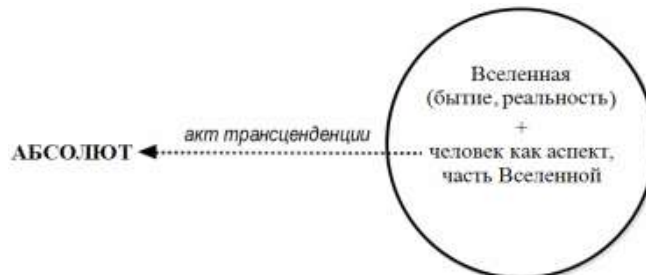 Вселенная
(бытие, реальность)
+
акт трансценденции
АБСОЛЮТ
человек как аспект,
часть Вселенной